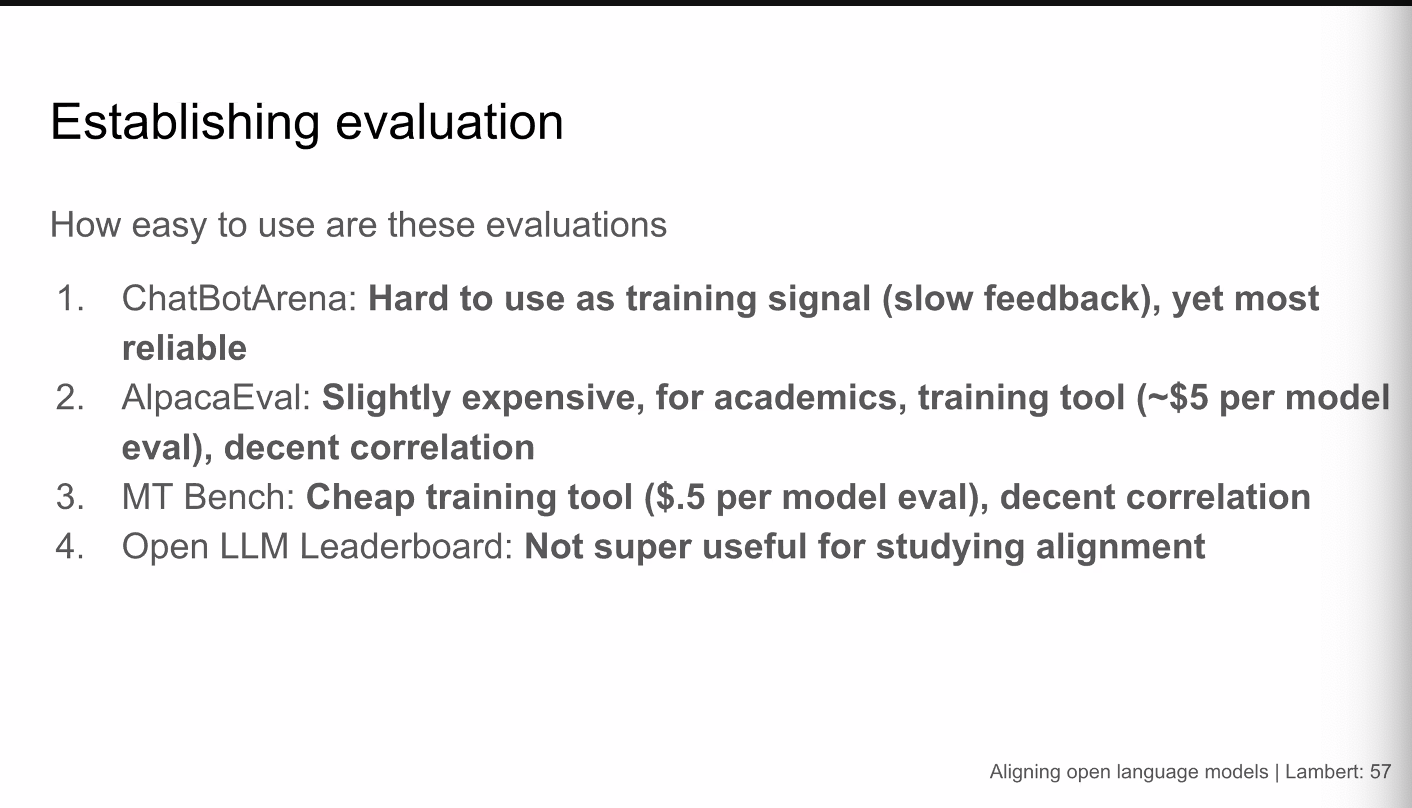 Establishing evaluation
How easy to use are these evaluations
1. ChatBotArena: Hard to use as training signal (slow feedback), yet most
reliable
2. AlpacaEval: Slightly expensive, for academics, training tool (~$5 per model
eval), decent correlation
3. MT Bench: Cheap training tool ($.5 per model eval), decent correlation
4. Open LLM Leaderboard: Not super useful for studying alignment
Aligning open language models | Lambert: 57